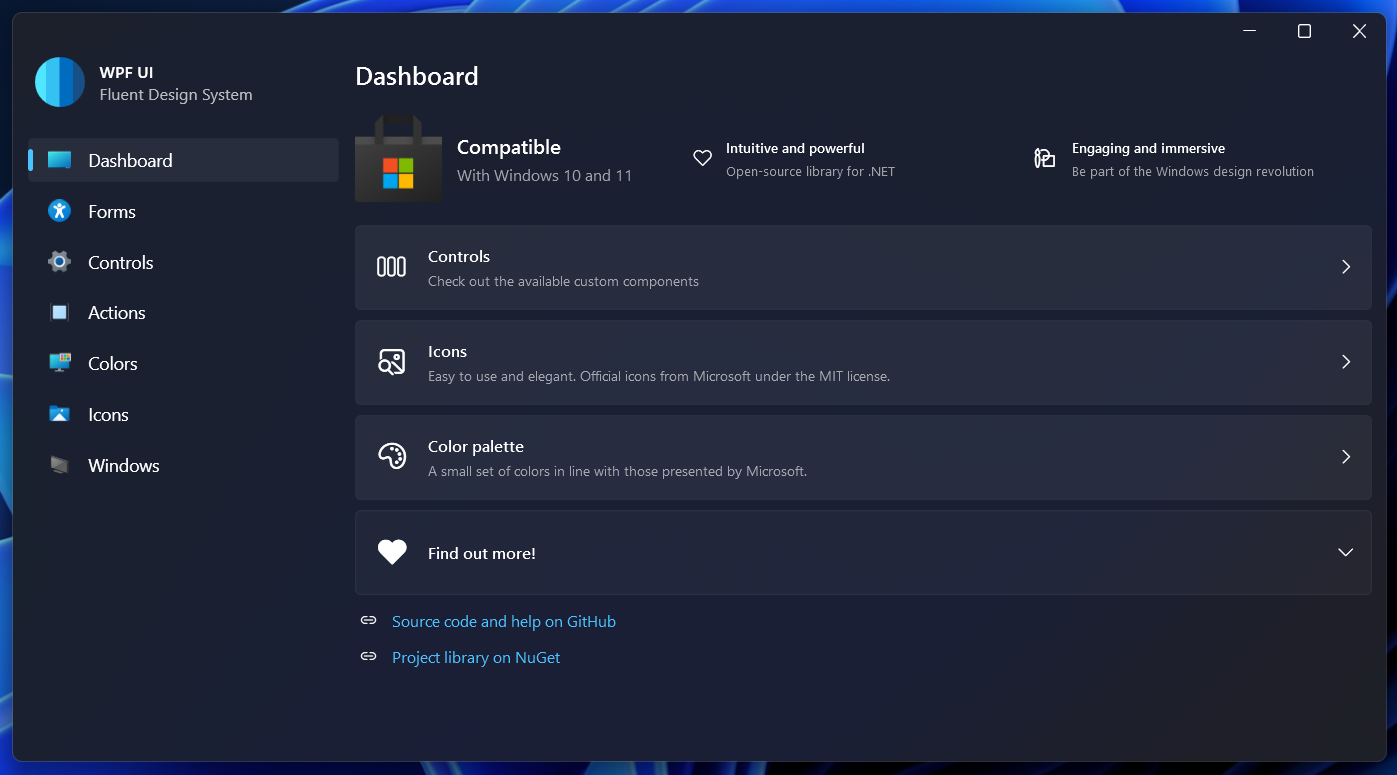 WPF UI
Fluent Design System
Dashboard
Forms
Controls
Actions
Colors
Icons
Windows
Dashboard
Compatible
With Windows 10 and 11
Intuitive and powerful
Open-source library for .NET
Engaging and immersive
Be part of the Windows design revolution
Controls
Check out the available custom components
Icons
Easy to use and elegant. Official icons from Microsoft under the MIT license.
Color palette
A small set of colors in line with those presented by Microsoft.
Find out more!
Source code and help on GitHub
Project library on NuGet